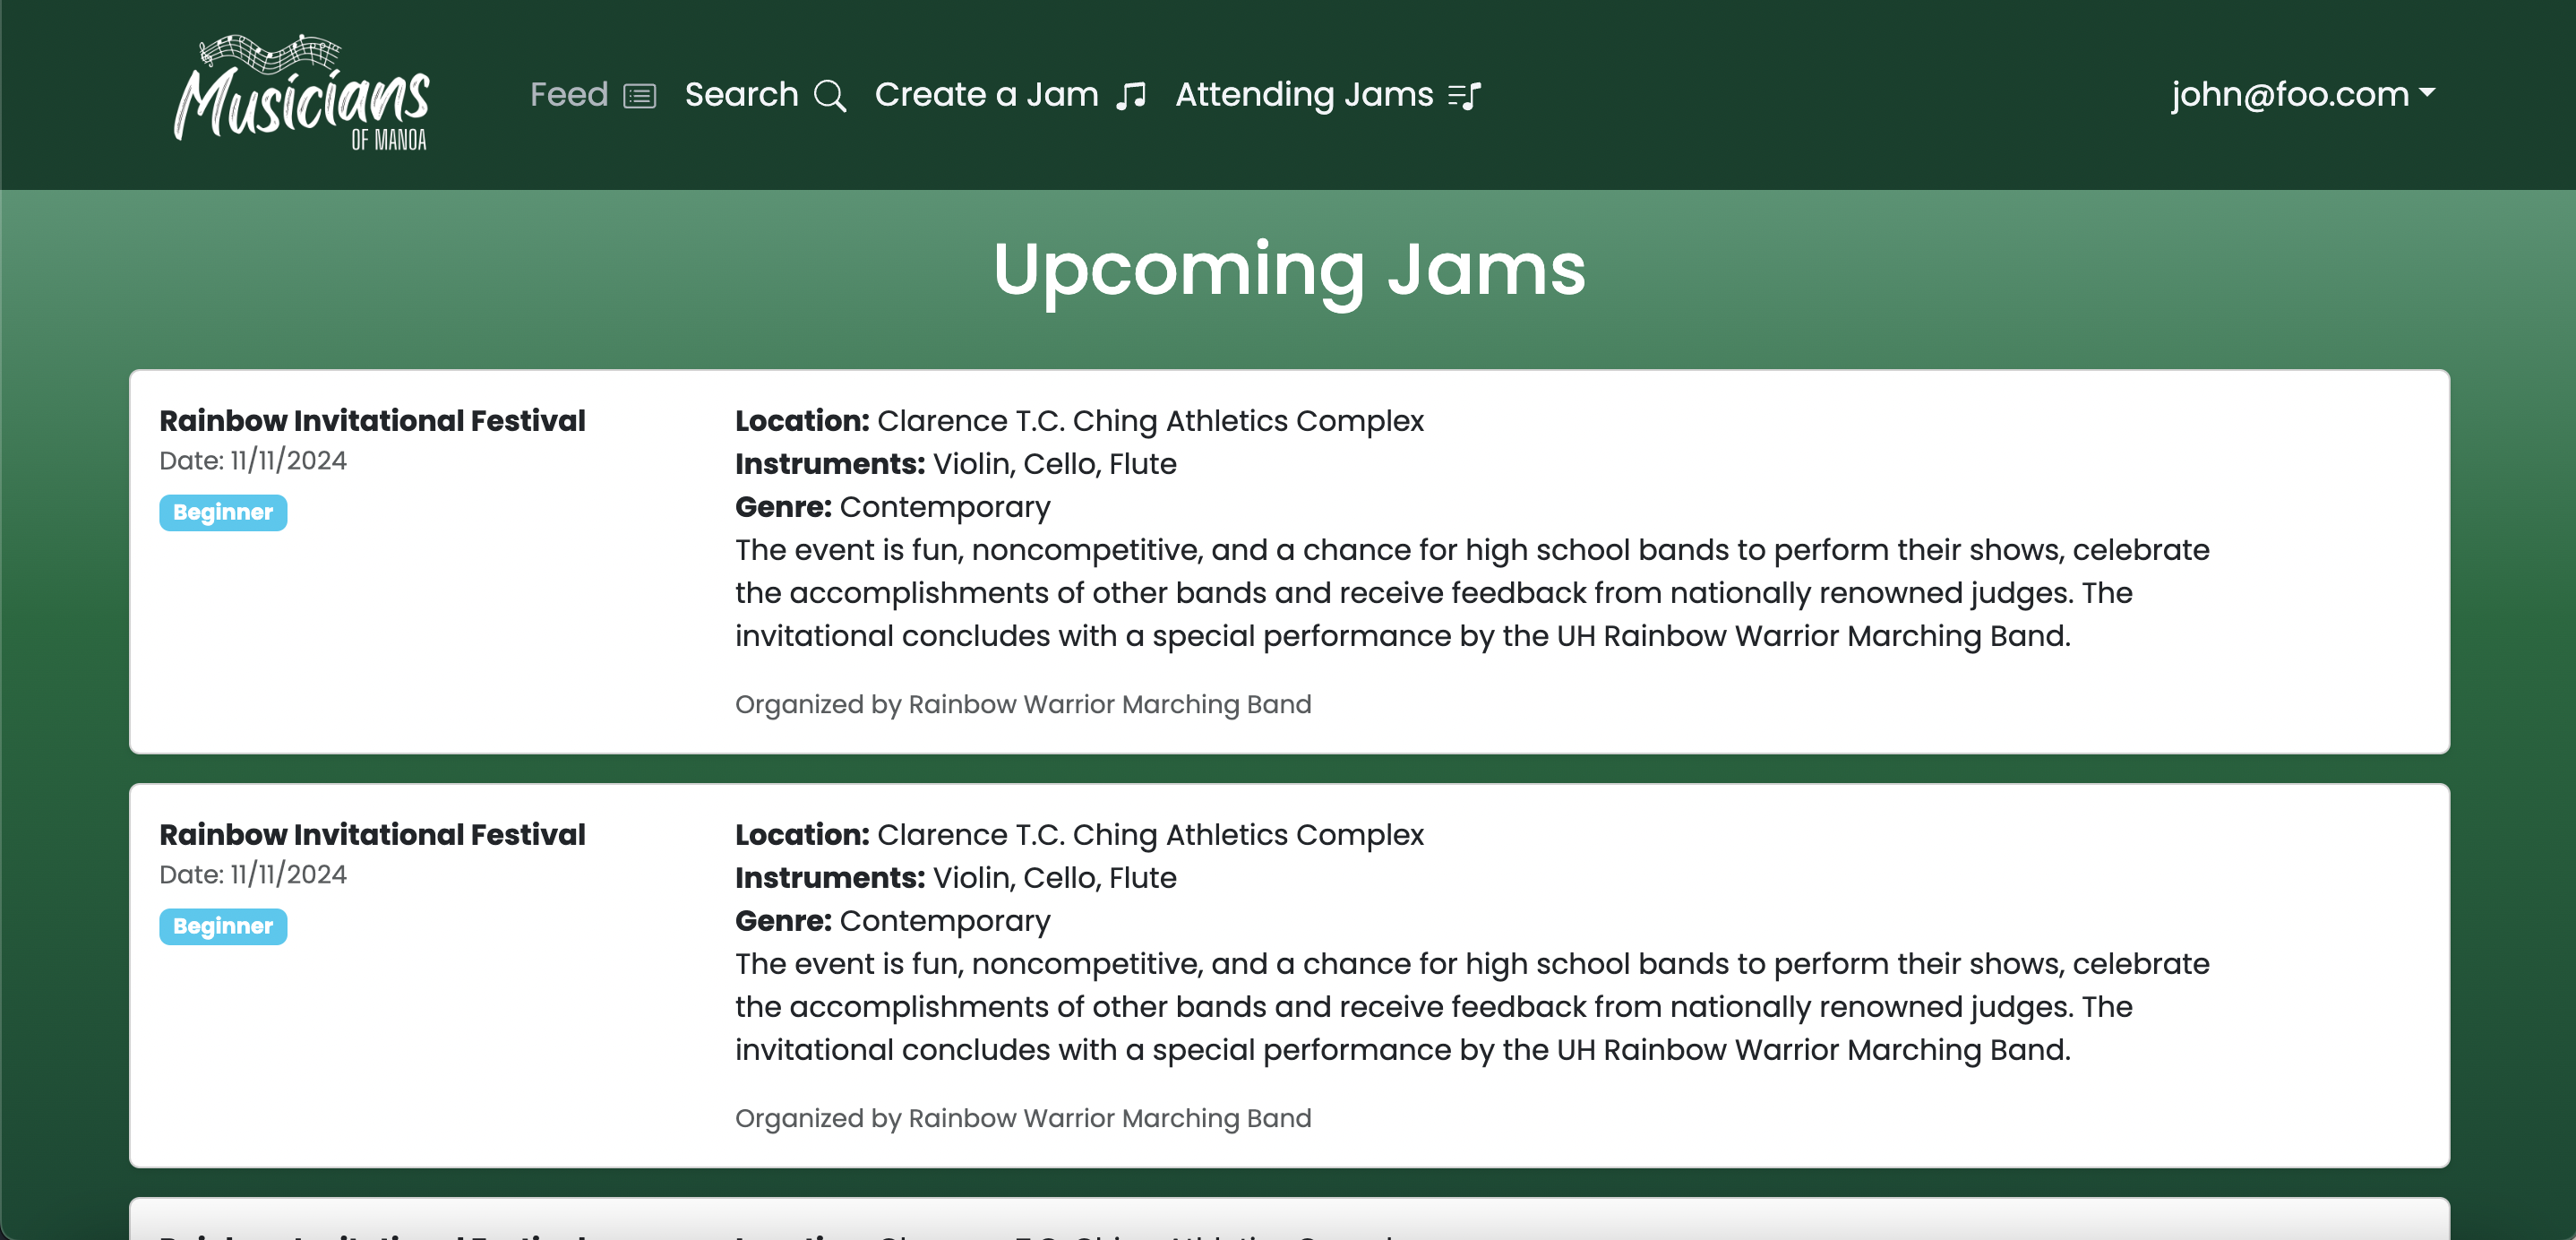 Musicians
OF MANOA
Feed Search Create a Jam Attending Jams john@foo.com
Upcoming Jams
Rainbow Invitational Festival
Date: 11/11/2024
Beginner
Location: Clarence T.C. Ching Athletics Complex
Instruments: Violin, Cello, Flute
Genre: Contemporary
The event is fun, noncompetitive, and a chance for high school bands to perform their shows, celebrate
the accomplishments of other bands and receive feedback from nationally renowned judges. The
invitational concludes with a special performance by the UH Rainbow Warrior Marching Band.
Organized by Rainbow Warrior Marching Band
Rainbow Invitational Festival
Date: 11/11/2024
Beginner
Location: Clarence T.C. Ching Athletics Complex
Instruments: Violin, Cello, Flute
Genre: Contemporary
The event is fun, noncompetitive, and a chance for high school bands to perform their shows, celebrate
the accomplishments of other bands and receive feedback from nationally renowned judges. The
invitational concludes with a special performance by the UH Rainbow Warrior Marching Band.
Organized by Rainbow Warrior Marching Band